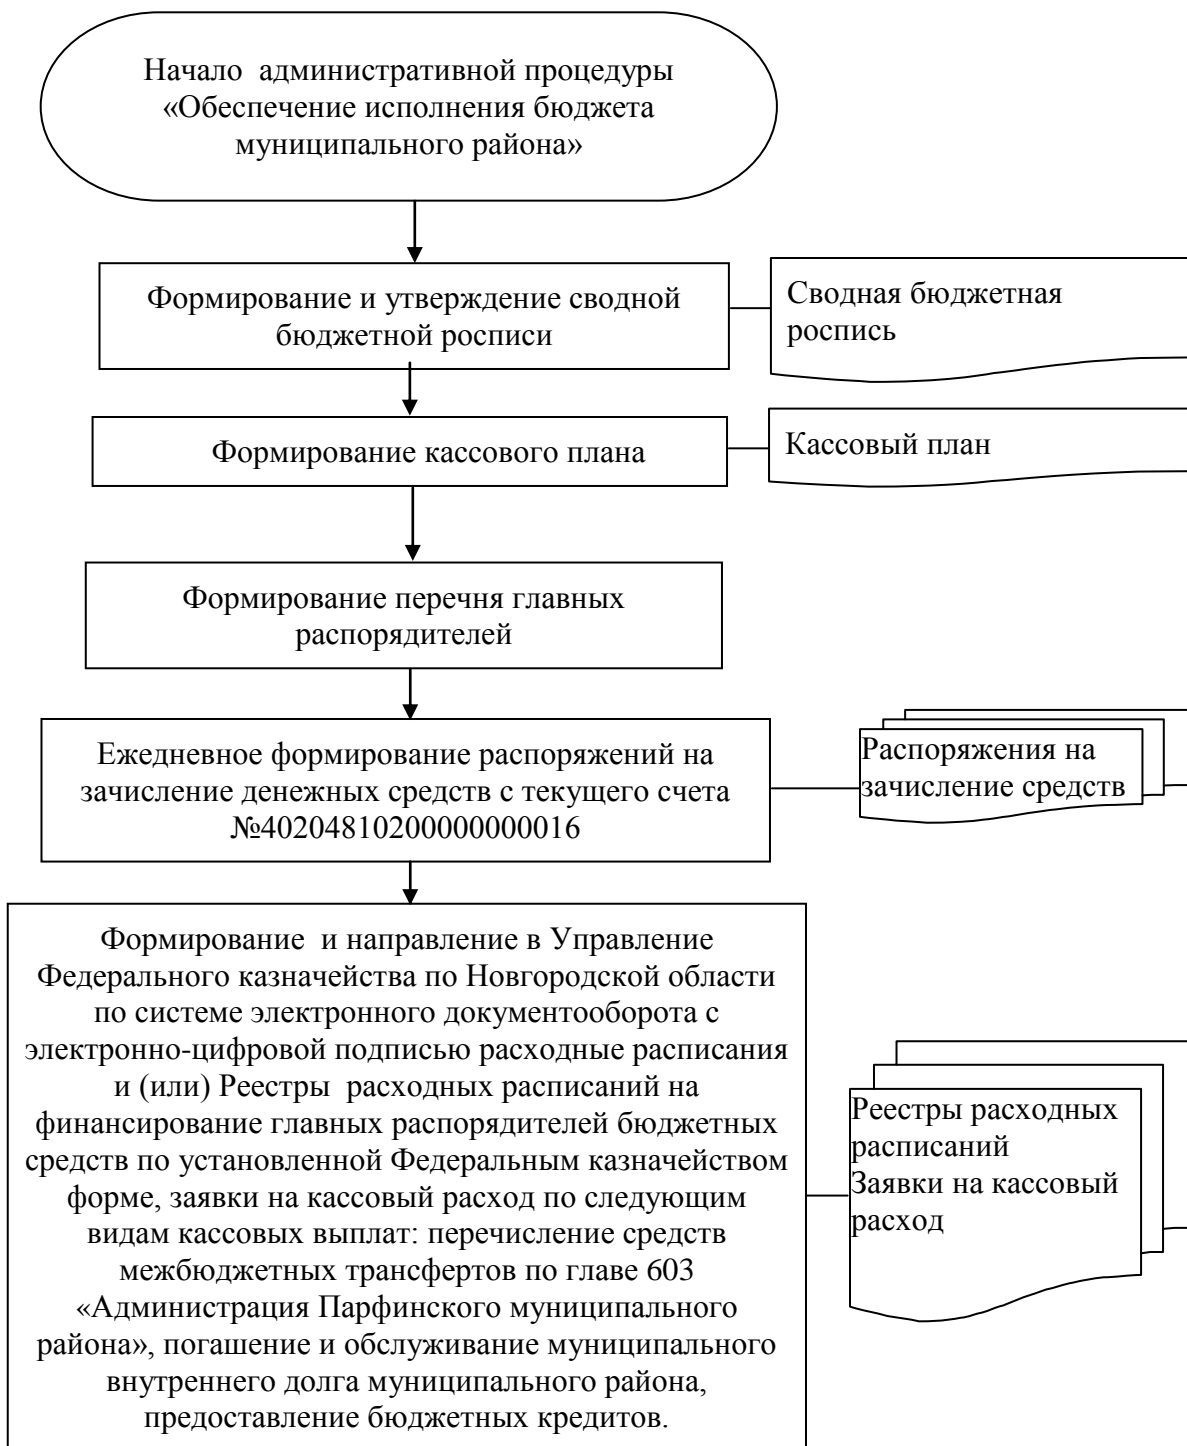 Начало административной процедуры
«Обеспечение исполнения бюджета
муниципального района»
Формирование и утверждение сводной
бюджетной росписи
Сводная бюджетная
роспись
Формирование кассового плана
Кассовый план
Формирование перечня главных
распорядителей
Ежедневное формирование распоряжений на
зачисление денежных средств с текущего счета
№40204810200000000016
Распоряжения на
зачисление средств
Формирование и направление в Управление
Федерального казначейства по Новгородской области
по системе электронного документооборота с
электронно-цифровой подписью расходные расписания
и (или) Реестры расходных расписаний на
финансирование главных распорядителей бюджетных
средств по установленной Федеральным казначейством
форме, заявки на кассовый расход по следующим
видам кассовых выплат: перечисление средств
межбюджетных трансфертов по главе 603
«Администрация Парфинского муниципального
района», погашение и обслуживание муниципального
внутреннего долга муниципального района,
предоставление бюджетных кредитов.
Реестры расходных
расписаний
Заявки на кассовый
расход